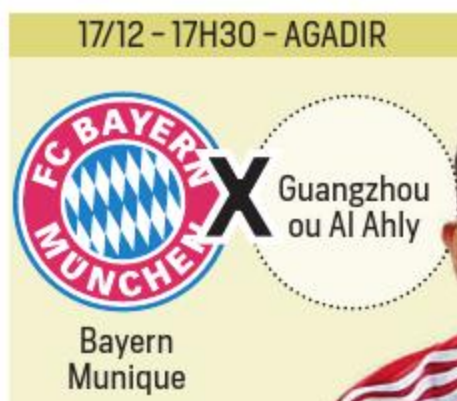 17/12 – 17H30 – AGADIR
FC BAYERN
MÜNCHEN
X
Guangzhou
ou Al Ahly
Bayern
Munique